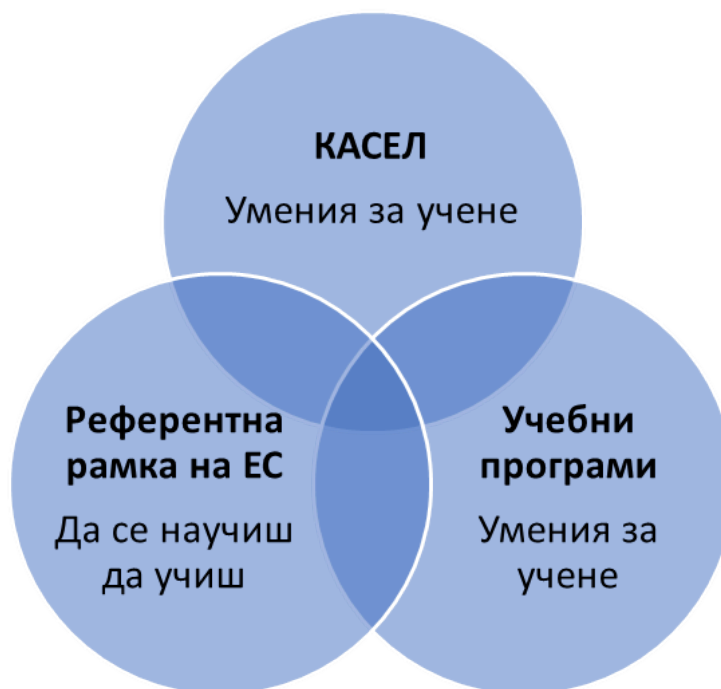 КАСЕЛ
Умения за учене
Референтна
рамка на ЕС
Да се научиш
да учиш
Учебни
програми
Умения за
учене